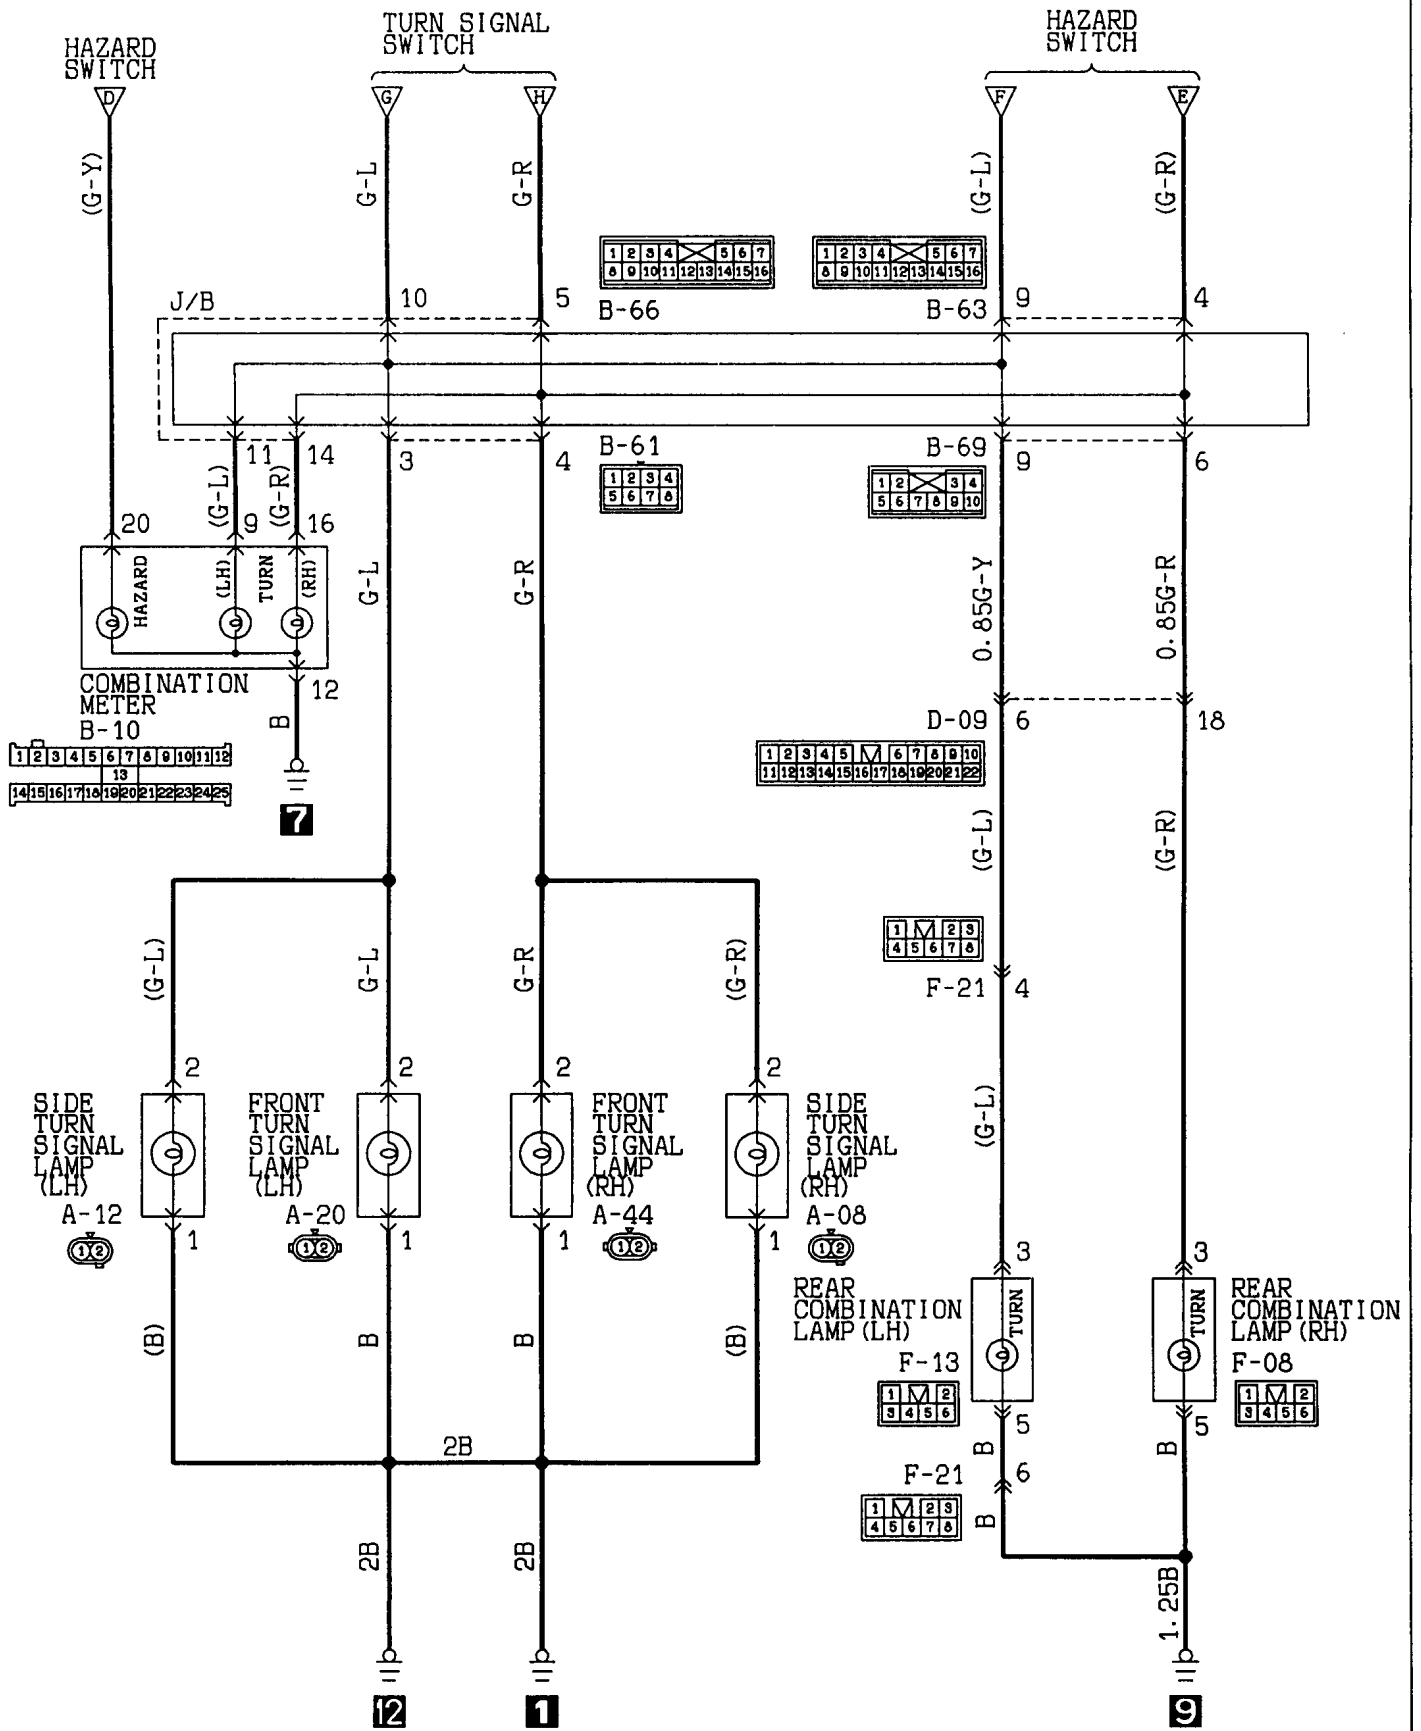 HAZARD
SWITCH
TURN SIGNAL
SWITCH
HAZARD
SWITCH
D
G
H
F
E
(G-Y)
G-L
G-R
(G-L)
(G-R)
1 2 3 4 5 6 7
8 9 10 11 12 13 14 15 16
1 2 3 4 5 6 7
8 9 10 11 12 13 14 15 16
J/B
10
5
B-66
B-63
9
4
11
14
3
4
B-61
B-69
9
6
1 2 3 4
5 6 7 8
1 2 3 4
5 6 7 8 9 10
(G-L)
(G-R)
20
9
16
HAZARD
(LH)
TURN
(RH)
G-L
G-R
0.85G-Y
0.85G-R
COMBINATION
METER
B-10
12
B
1 2 3 4 5 6 7 8 9 10 11 12
13
14 15 16 17 18 19 20 21 22 23 24 25
7
D-09
6
18
1 2 3 4 5 6 7 8 9 10
11 12 13 14 15 16 17 18 19 20 21 22
(G-L)
(G-R)
(G-L)
G-L
G-R
(G-R)
1 2 3
4 5 6 7 8
F-21
4
2
2
2
2
SIDE
TURN
SIGNAL
LAMP
(LH)
A-12
1 2
FRONT
TURN
SIGNAL
LAMP
(LH)
A-20
1 2
FRONT
TURN
SIGNAL
LAMP
(RH)
A-44
1 2
SIDE
TURN
SIGNAL
LAMP
(RH)
A-08
1 2
(G-L)
1
1
1
1
3
3
REAR
COMBINATION
LAMP(LH)
F-13
1 2
3 4 5 6
TURN
TURN
REAR
COMBINATION
LAMP(RH)
F-08
1 2
3 4 5 6
(B)
B
B
(B)
5
5
B
B
2B
F-21
6
1 2 3
4 5 6 7 8
B
2B
2B
1.25B
12
1
9